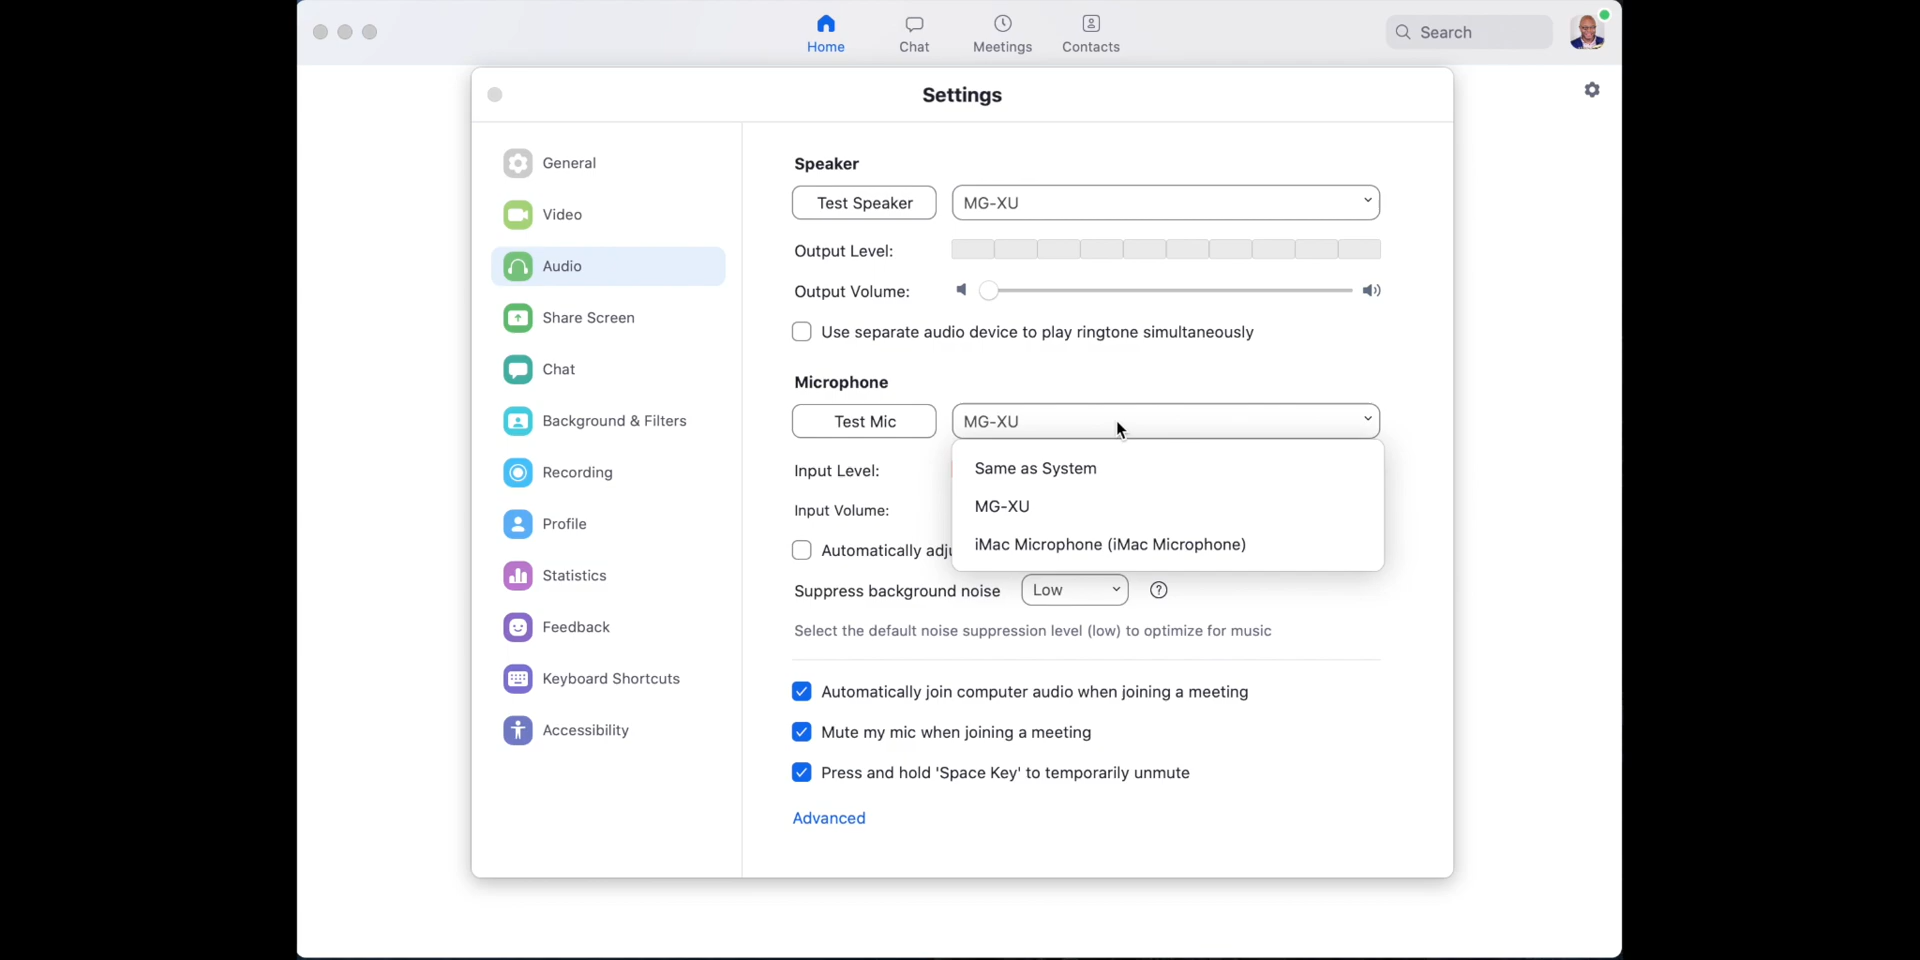 Home
Chat
Meetings
Contacts
Search
Settings
General
Video
Audio
Share Screen
Chat
Background & Filters
Recording
Profile
Statistics
Feedback
Keyboard Shortcuts
Accessibility
Speaker
Test Speaker
MG-XU
Output Level:
Output Volume:
Use separate audio device to play ringtone simultaneously
Microphone
Test Mic
MG-XU
Same as System
MG-XU
iMac Microphone (iMac Microphone)
Input Level:
Input Volume:
Automatically adju
Suppress background noise
Low
?
Select the default noise suppression level (low) to optimize for music
Automatically join computer audio when joining a meeting
Mute my mic when joining a meeting
Press and hold 'Space Key' to temporarily unmute
Advanced